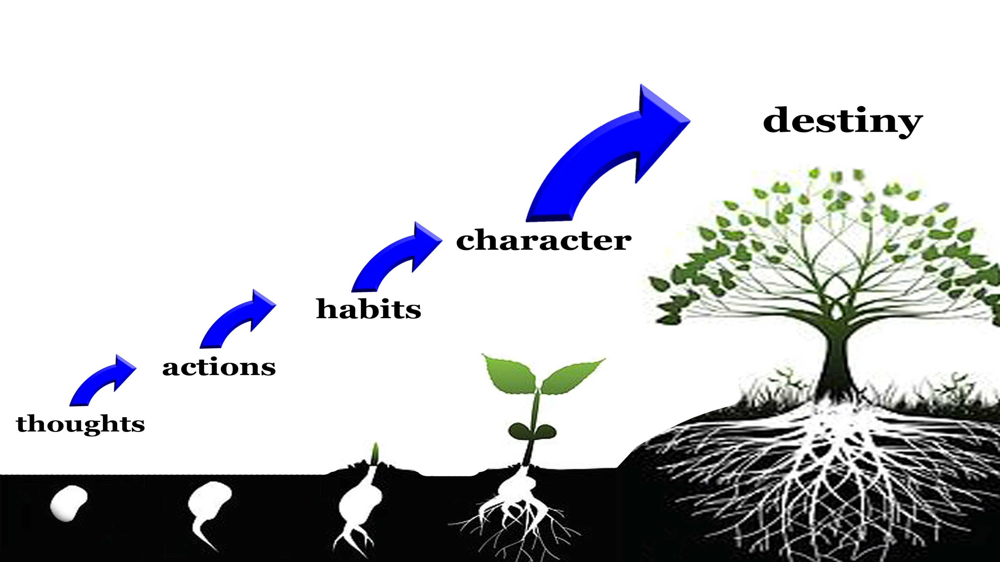 destiny
character
habits
actions
thoughts